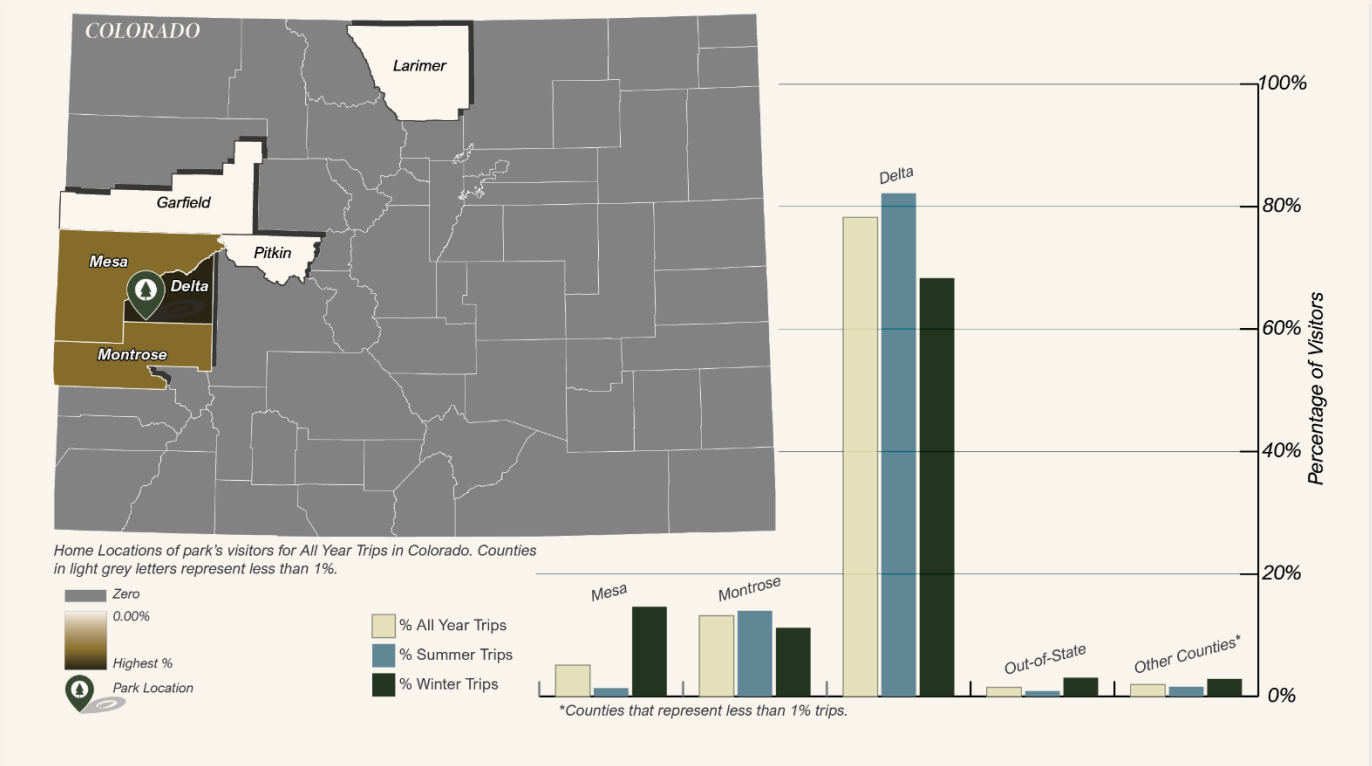 COLORADO
Larimer
Garfield
Pitkin
Mesa
Delta
Montrose
Home Locations of park's visitors for All Year Trips in Colorado. Counties
in light grey letters represent less than 1%.
Zero
0.00%
Highest %
Park Location
% All Year Trips
% Summer Trips
% Winter Trips
Mesa
Montrose
Delta
Out-of-State
Other Counties*
*Counties that represent less than 1% trips.
100%
80%
60%
40%
20%
0%
Percentage of Visitors